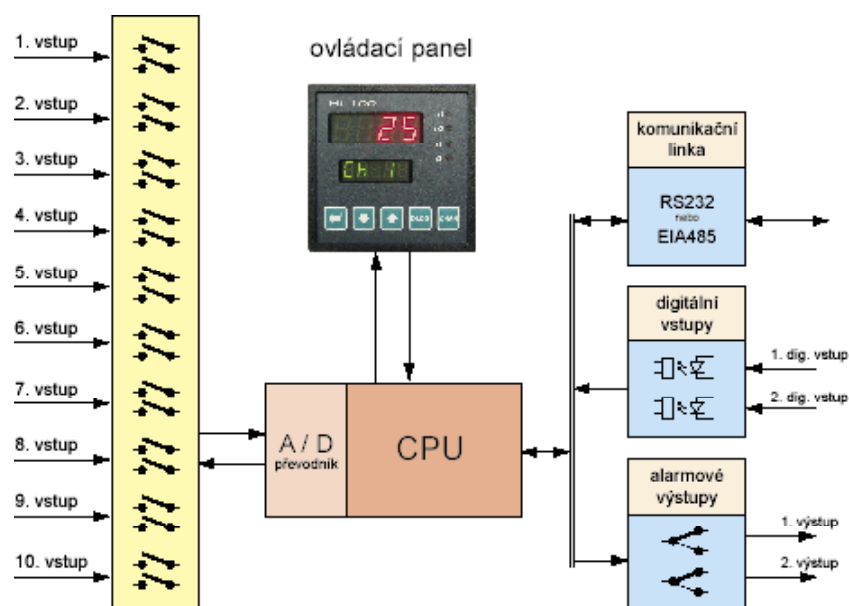 1. vstup
2. vstup
3. vstup
4. vstup
5. vstup
6. vstup
7. vstup
8. vstup
9. vstup
10. vstup
ovládací panel
25
Ch 1
A / D
převodník
CPU
komunikační
linka
RS232
nebo
EIA485
digitální
vstupy
1. dig. vstup
2. dig. vstup
alarmové
výstupy
1. výstup
2. výstup